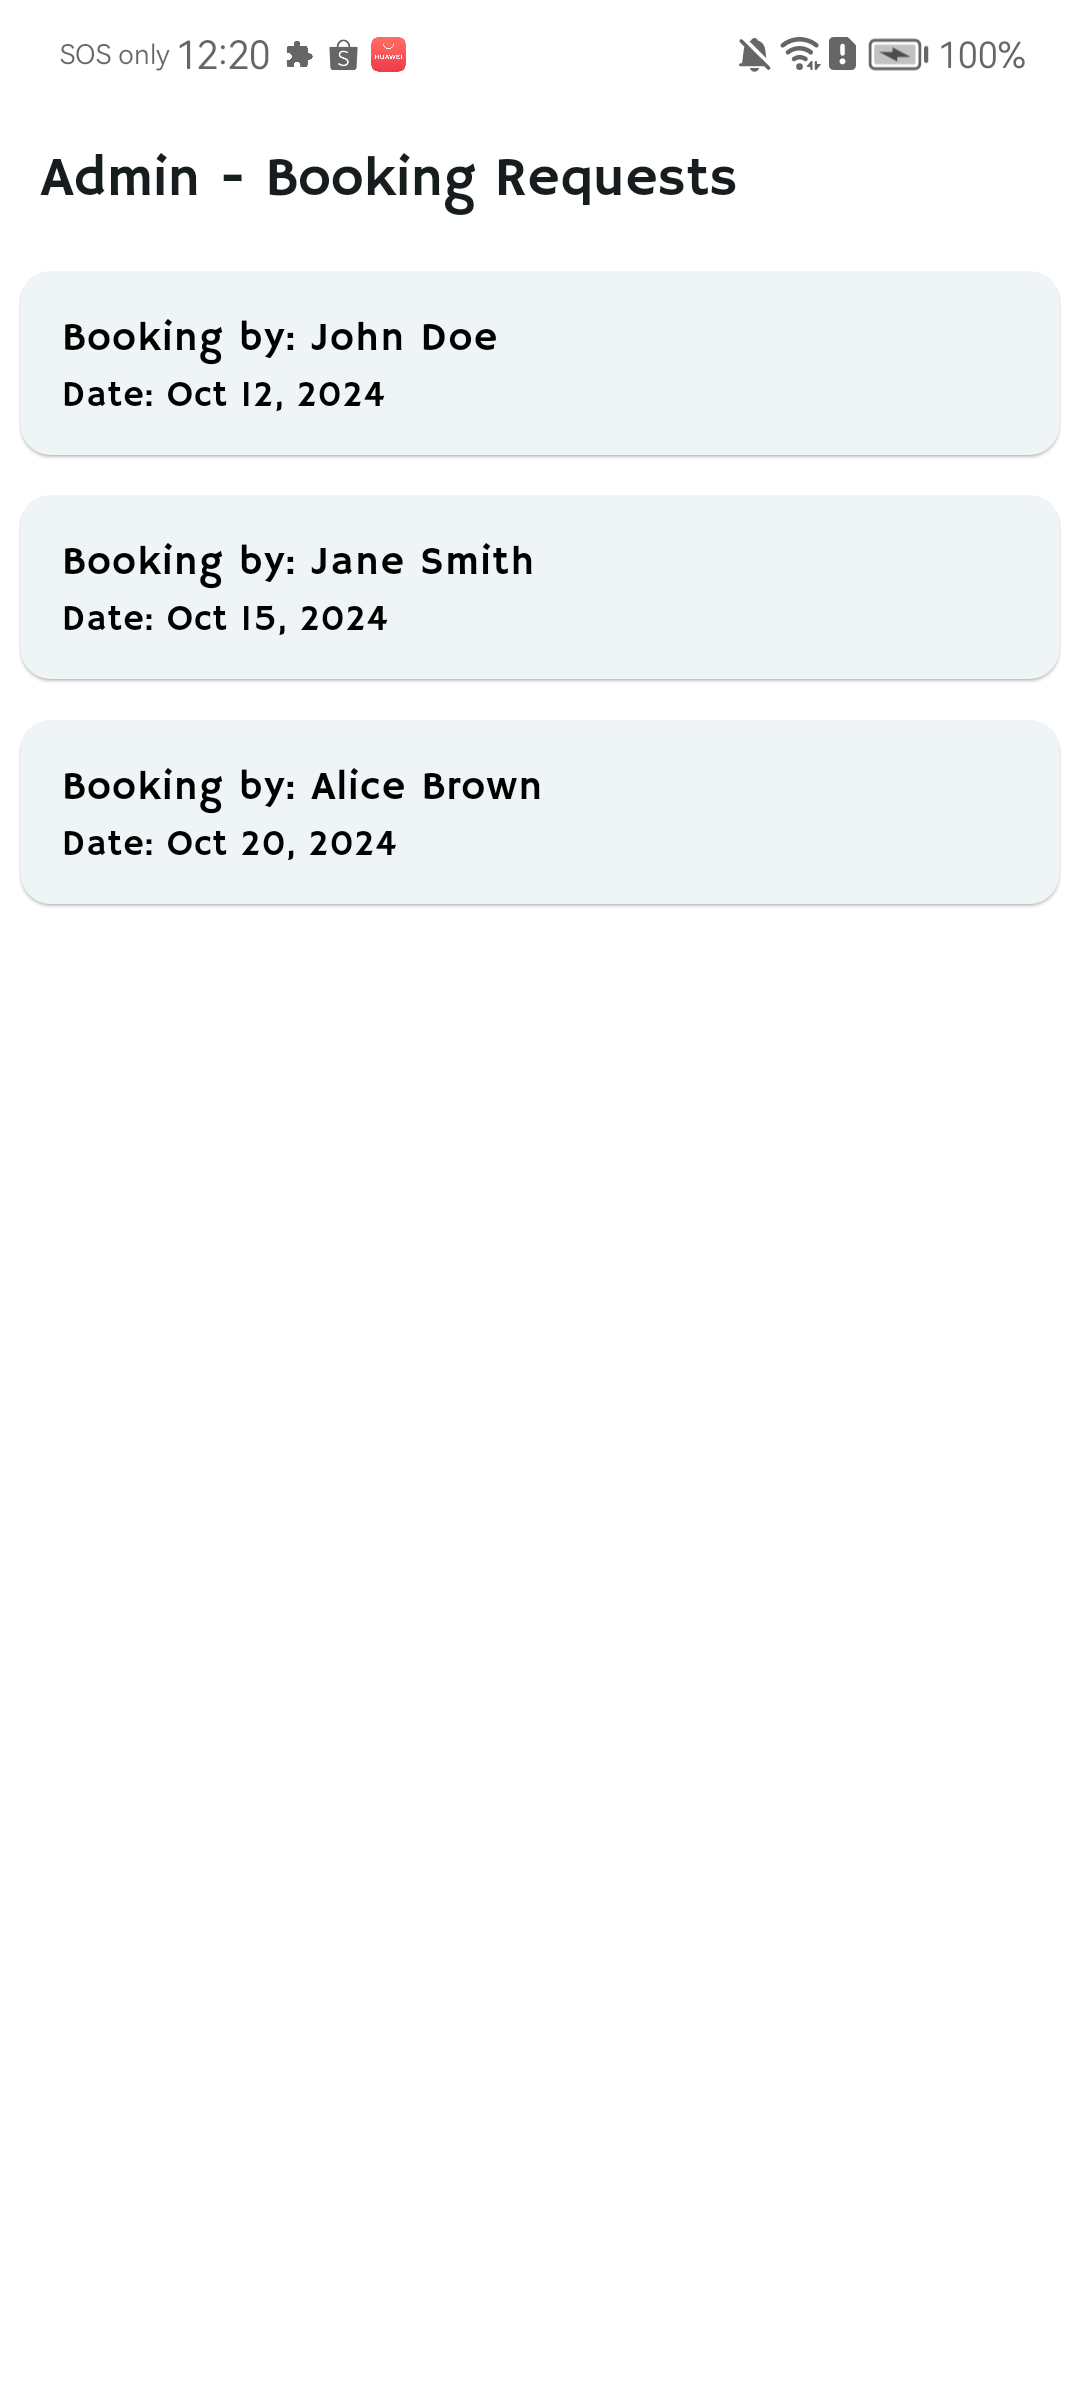 SOS only 12:20 HUAWEI 100%
Admin - Booking Requests
Booking by: John Doe
Date: Oct 12, 2024
Booking by: Jane Smith
Date: Oct 15, 2024
Booking by: Alice Brown
Date: Oct 20, 2024